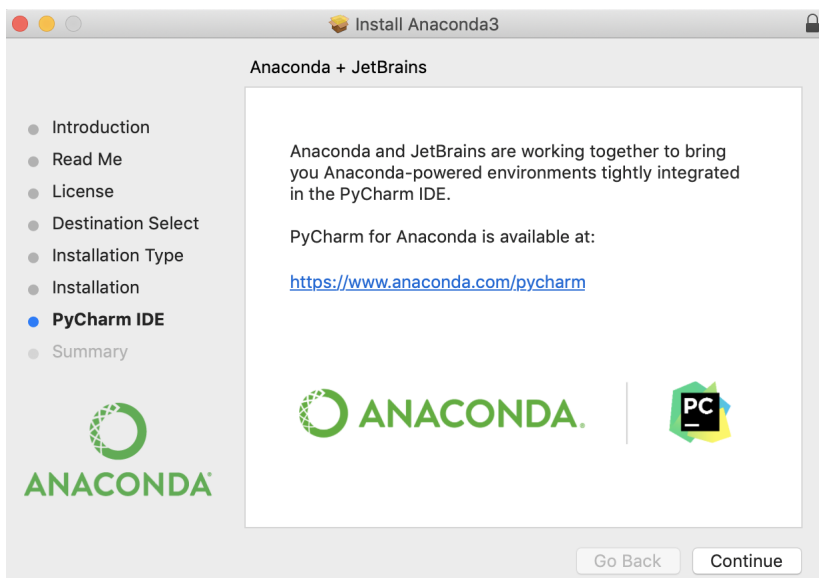 Install Anaconda3
Anaconda + JetBrains
Introduction
Read Me
License
Destination Select
Installation Type
Installation
PyCharm IDE
Summary
ANACONDA
Anaconda and JetBrains are working together to bring
you Anaconda-powered environments tightly integrated
in the PyCharm IDE.
PyCharm for Anaconda is available at:
https://www.anaconda.com/pycharm
ANACONDA.
PC
Go Back
Continue